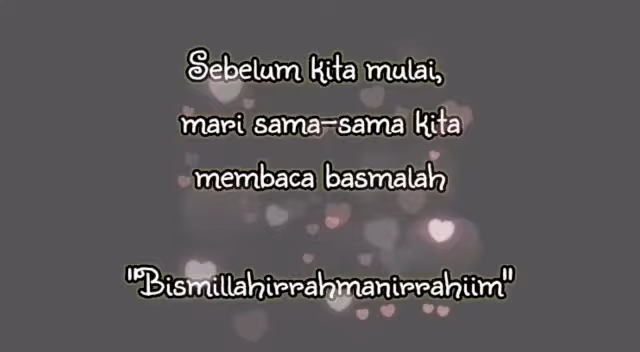 Sebelum kita mulai,
mari sama-sama kita
membaca basmalah
"Bismillahirrahmanirrahiim"